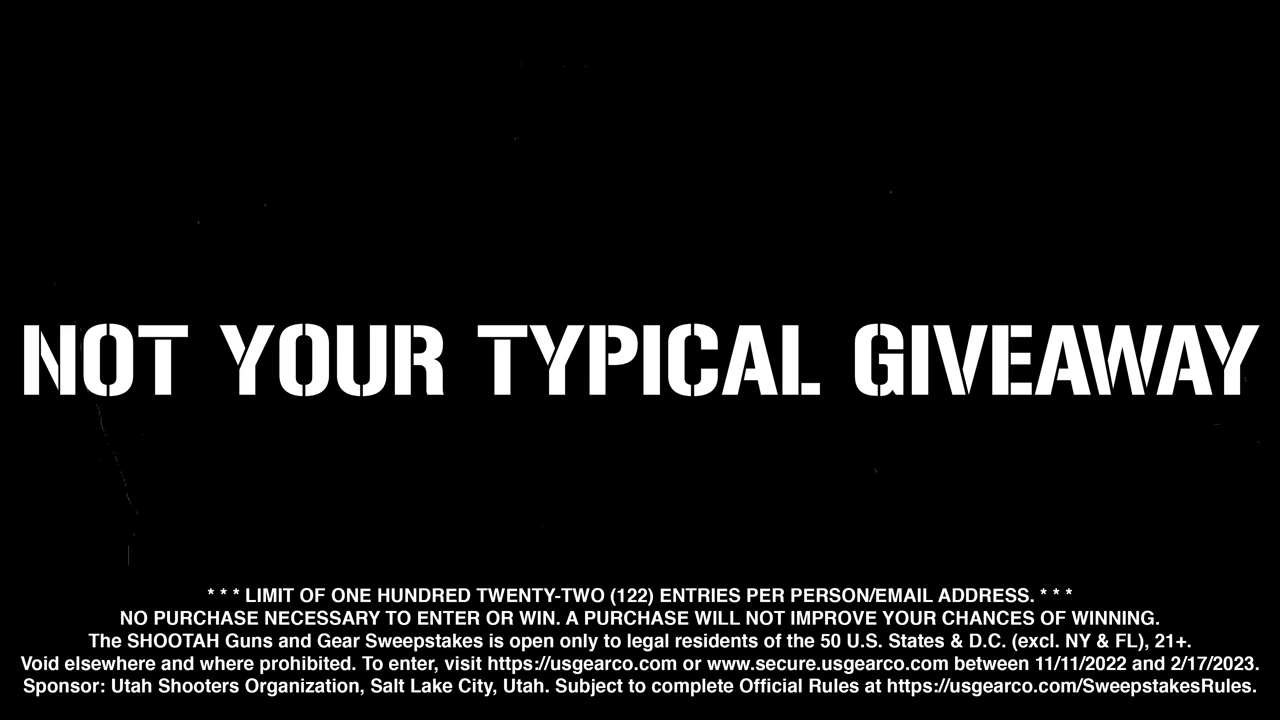 NOT YOUR TYPICAL GIVEAWAY
* * * LIMIT OF ONE HUNDRED TWENTY-TWO (122) ENTRIES PER PERSON/EMAIL ADDRESS. * * *
NO PURCHASE NECESSARY TO ENTER OR WIN. A PURCHASE WILL NOT IMPROVE YOUR CHANCES OF WINNING.
The SHOOTAH Guns and Gear Sweepstakes is open only to legal residents of the 50 U.S. States & D.C. (excl. NY & FL), 21+.
Void elsewhere and where prohibited. To enter, visit https://usgearco.com or www.secure.usgearco.com between 11/11/2022 and 2/17/2023.
Sponsor: Utah Shooters Organization, Salt Lake City, Utah. Subject to complete Official Rules at https://usgearco.com/SweepstakesRules.